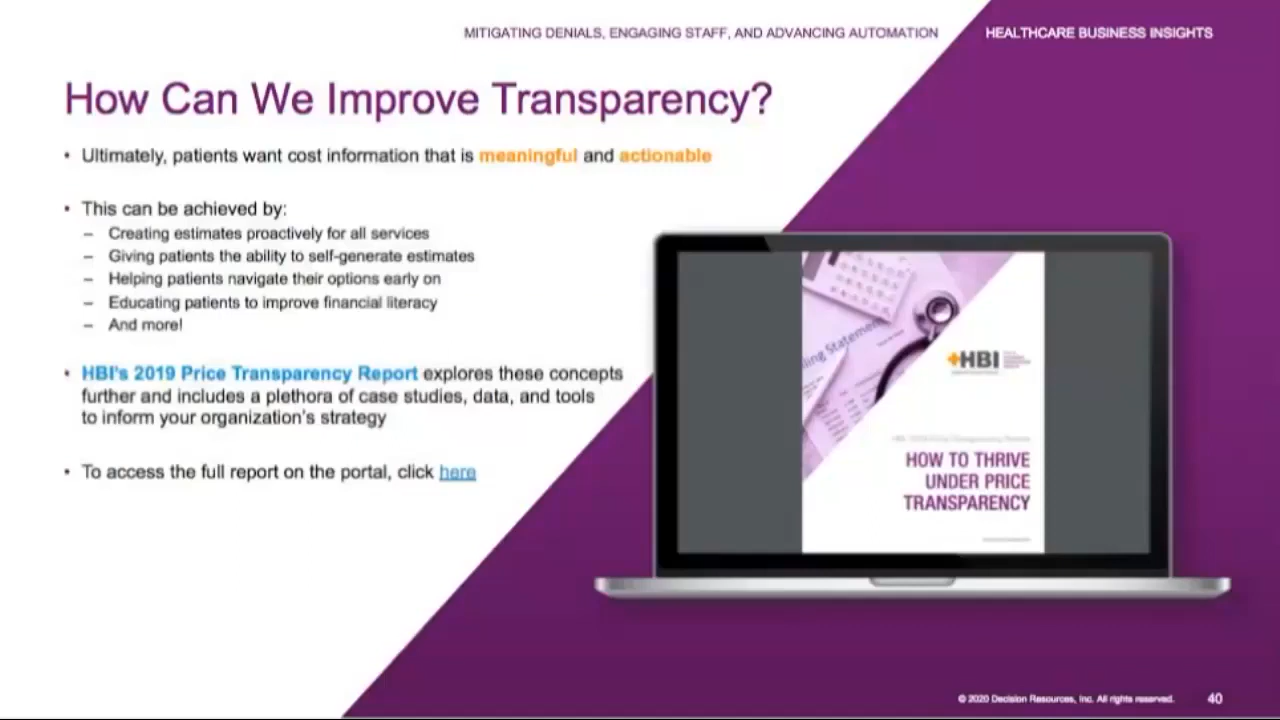 MITIGATING DENIALS, ENGAGING STAFF, AND ADVANCING AUTOMATION
HEALTHCARE BUSINESS INSIGHTS
How Can We Improve Transparency?
• Ultimately, patients want cost information that is meaningful and actionable
• This can be achieved by:
– Creating estimates proactively for all services
– Giving patients the ability to self-generate estimates
– Helping patients navigate their options early on
– Educating patients to improve financial literacy
– And more!
• HBI's 2019 Price Transparency Report explores these concepts
further and includes a plethora of case studies, data, and tools
to inform your organization's strategy
• To access the full report on the portal, click here
HBI
HOW TO THRIVE
UNDER PRICE
TRANSPARENCY
© 2020 Decision Resources, Inc. All rights reserved.
40